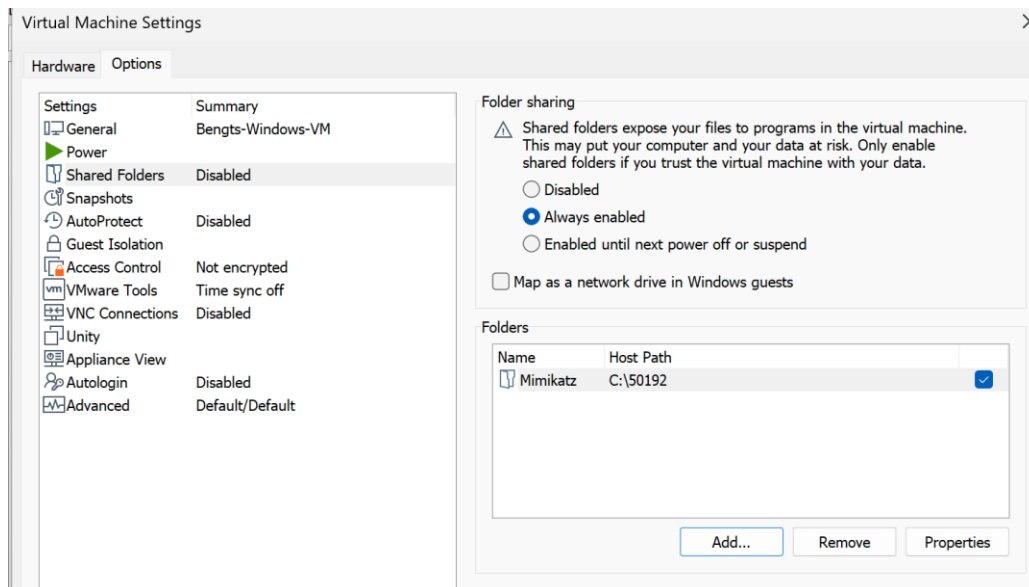 Virtual Machine Settings
Hardware Options
Settings Summary
General Bengts-Windows-VM
Power
Shared Folders Disabled
Snapshots
AutoProtect Disabled
Guest Isolation
Access Control Not encrypted
VMware Tools Time sync off
VNC Connections Disabled
Unity
Appliance View
Autologin Disabled
Advanced Default/Default
Folder sharing
Shared folders expose your files to programs in the virtual machine.
This may put your computer and your data at risk. Only enable
shared folders if you trust the virtual machine with your data.
Disabled
Always enabled
Enabled until next power off or suspend
Map as a network drive in Windows guests
Folders
Name Host Path
Mimikatz C:\50192
Add... Remove Properties